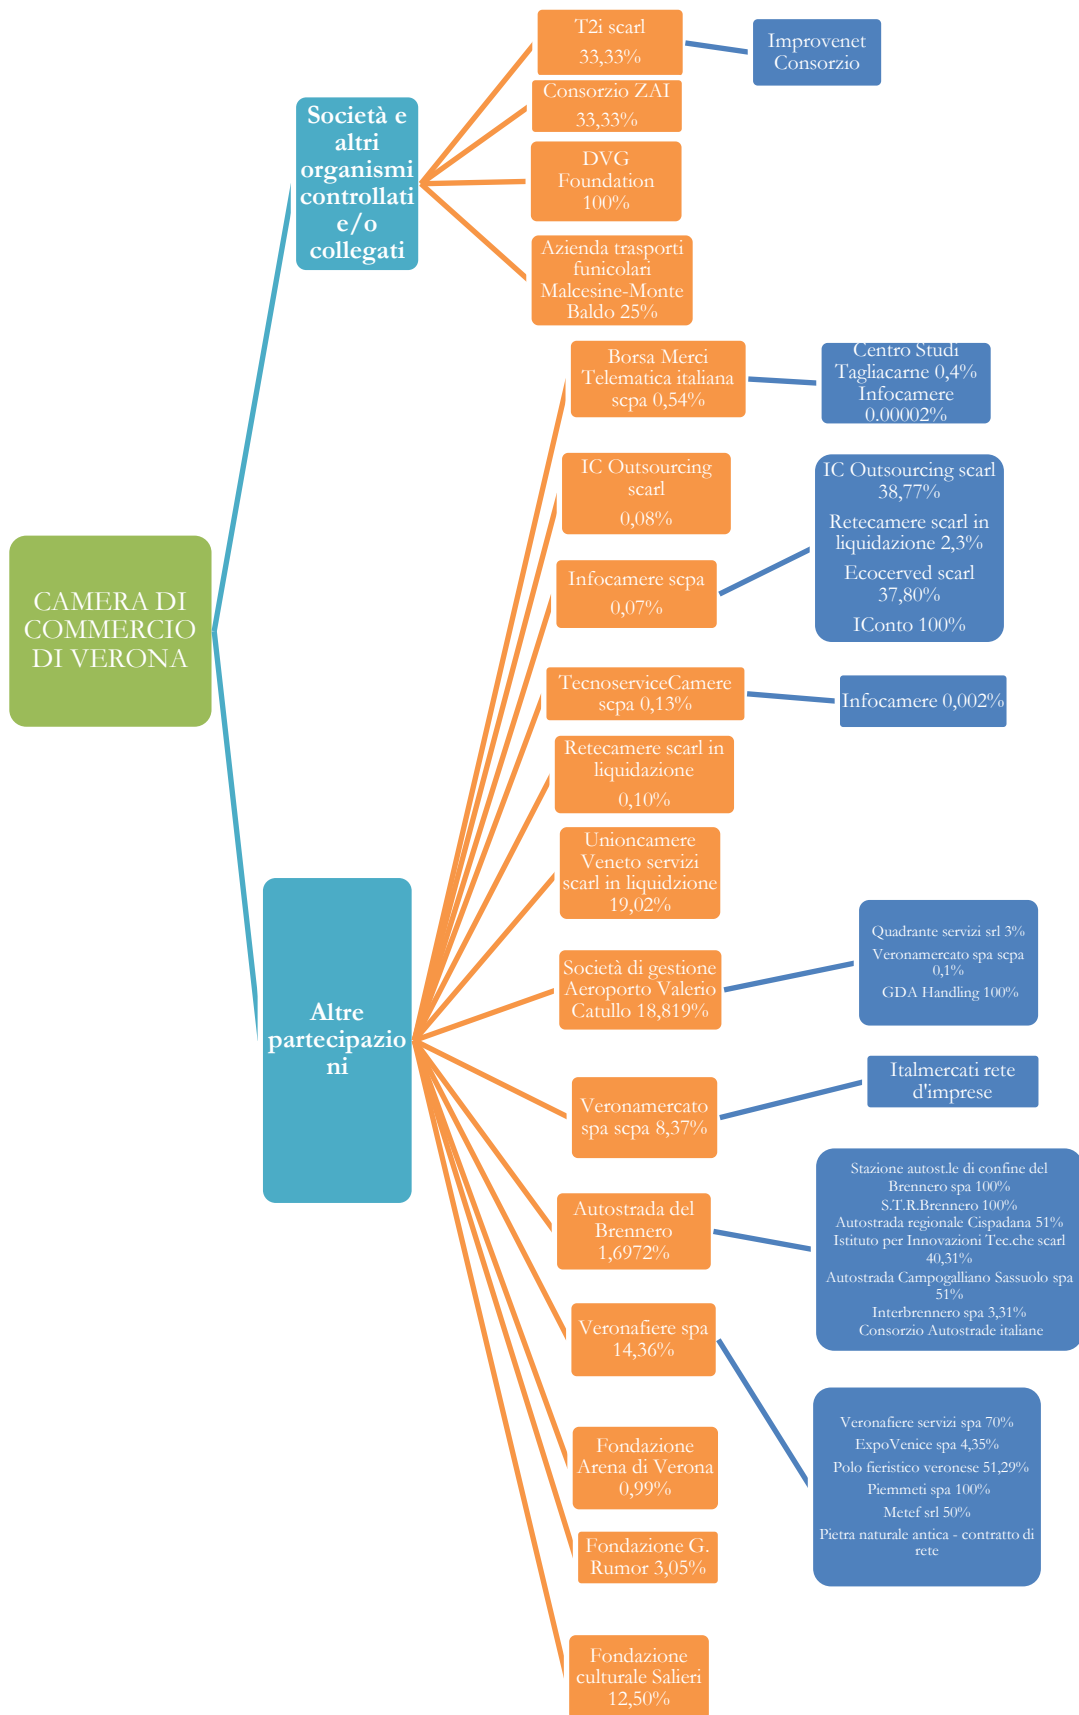 CAMERA DI
COMMERCIO
DI VERONA
Società e
altri
organismi
controllati
e/o
collegati
T2i scarl
33,33%
Improvenet
Consorzio
Consorzio ZAI
33,33%
DVG
Foundation
100%
Azienda trasporti
funicolari
Malcesine-Monte
Baldo 25%
Altre
partecipazio
ni
Borsa Merci
Telematica italiana
scpa 0,54%
Centro Studi
Tagliacarne 0,4%
Infocamere
0.00002%
IC Outsourcing
scarl
0,08%
Infocamere scpa
0,07%
IC Outsourcing scarl
38,77%
Retecamere scarl in
liquidazione 2,3%
Ecocerved scarl
37,80%
IConto 100%
TecnoserviceCamere
scpa 0,13%
Infocamere 0,002%
Retecamere scarl in
liquidazione
0,10%
Unioncamere
Veneto servizi
scarl in liquidzione
19,02%
Società di gestione
Aeroporto Valerio
Catullo 18,819%
Quadrante servizi srl 3%
Veronamercato spa scpa
0,1%
GDA Handling 100%
Veronamercato
spa scpa 8,37%
Italmercati rete
d'imprese
Autostrada del
Brennero
1,6972%
Stazione autost.le di confine del
Brennero spa 100%
S.T.R.Brennero 100%
Autostrada regionale Cispadana 51%
Istituto per Innovazioni Tec.che scarl
40,31%
Autostrada Campogalliano Sassuolo spa
51%
Interbrennero spa 3,31%
Consorzio Autostrade italiane
Veronafiere spa
14,36%
Veronafiere servizi spa 70%
ExpoVenice spa 4,35%
Polo fieristico veronese 51,29%
Piemmeti spa 100%
Metef srl 50%
Pietra naturale antica - contratto di
rete
Fondazione
Arena di Verona
0,99%
Fondazione G.
Rumor 3,05%
Fondazione
culturale Salieri
12,50%